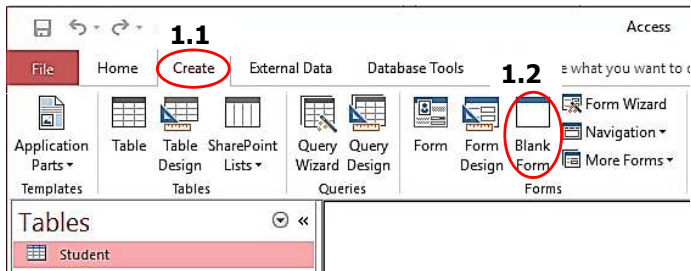 Access
1.1
File Home Create External Data Database Tools
1.2
e what you want to
Application Parts
Table
Table Design
SharePoint Lists
Query Wizard
Query Design
Form
Form Design
Blank Form
Form Wizard
Navigation
More Forms
Templates Tables Queries Forms
Tables
Student